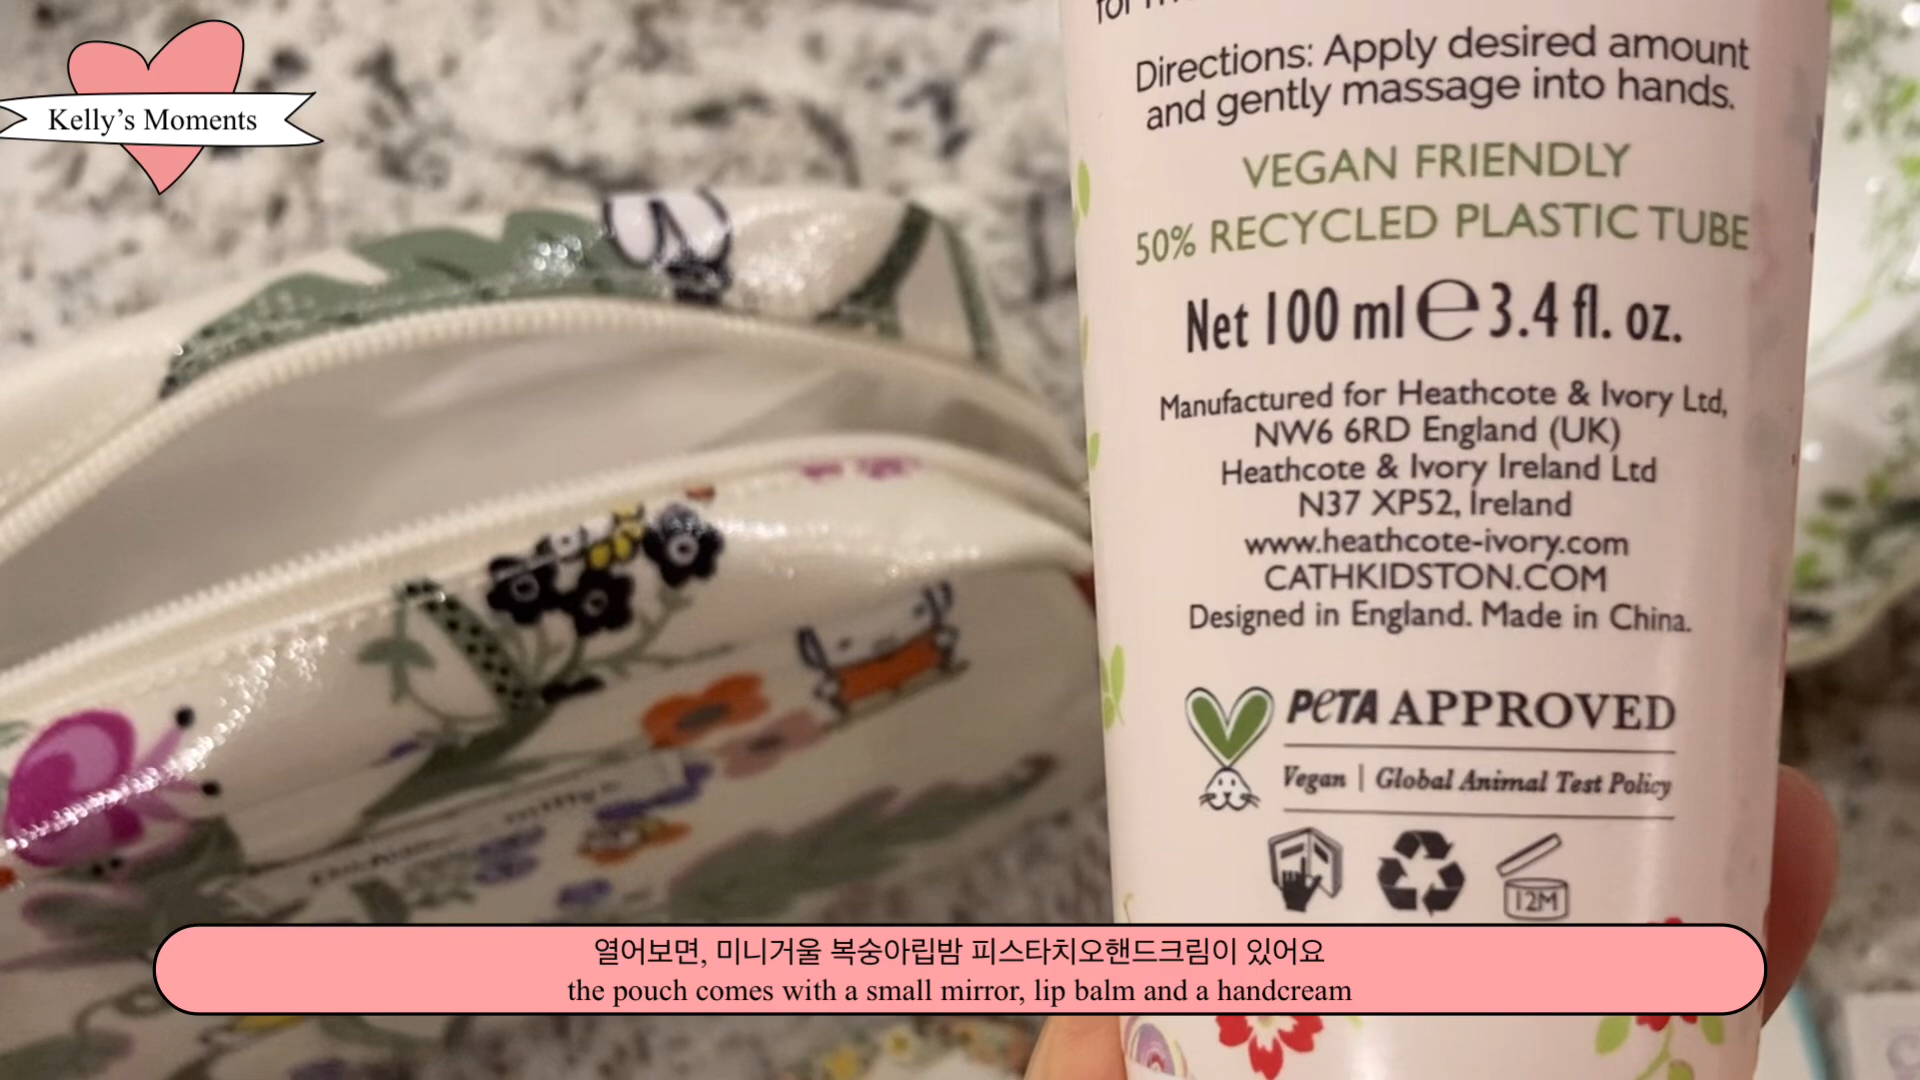 Kelly's Moments
Directions: Apply desired amount
and gently massage into hands.
VEGAN FRIENDLY
50% RECYCLED PLASTIC TUBE
Net 100 ml ℮ 3.4 fl. oz.
Manufactured for Heathcote & Ivory Ltd,
NW6 6RD England (UK)
Heathcote & Ivory Ireland Ltd
N37 XP52, Ireland
www.heathcote-ivory.com
CATHKIDSTON.COM
Designed in England. Made in China.
PETA APPROVED
Vegan | Global Animal Test Policy
12M
열어보면, 미니거울 복숭아립밤 피스타치오핸드크림이 있어요
the pouch comes with a small mirror, lip balm and a handcream